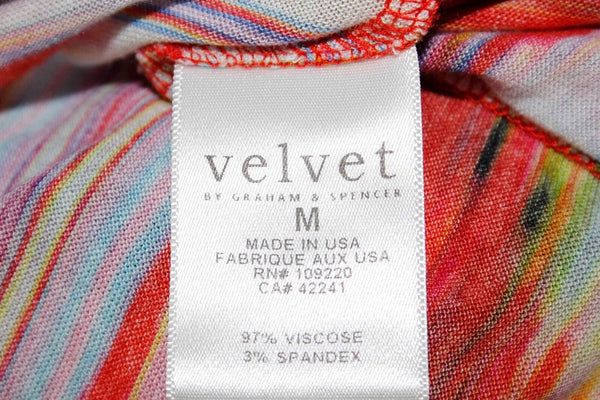 velvet
BY GRAHAM & SPENCER
M
MADE IN USA
FABRIQUE AUX USA
RN# 109220
CA# 42241
97% VISCOSE
3% SPANDEX